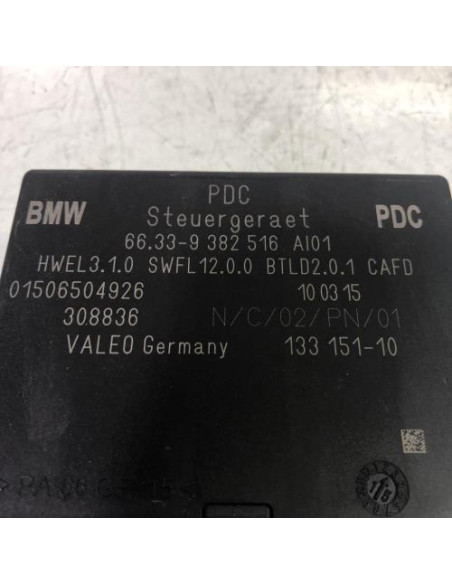 PDC
BMW Steuergeraet PDC
66.33-9 382 516 AI01
HWEL3.1.0 SWFL12.0.0 BTLD2.0.1 CAFD
01506504926 10 03 15
308836 N/C/02/PN/01
VALEO Germany 133 151-10